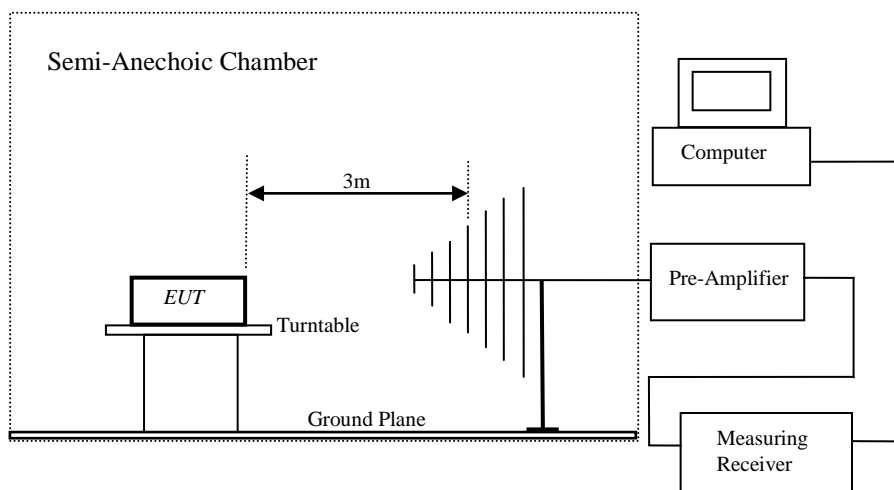 Semi-Anechoic Chamber
Computer
3m
Pre-Amplifier
EUT
Turntable
Ground Plane
Measuring
Receiver